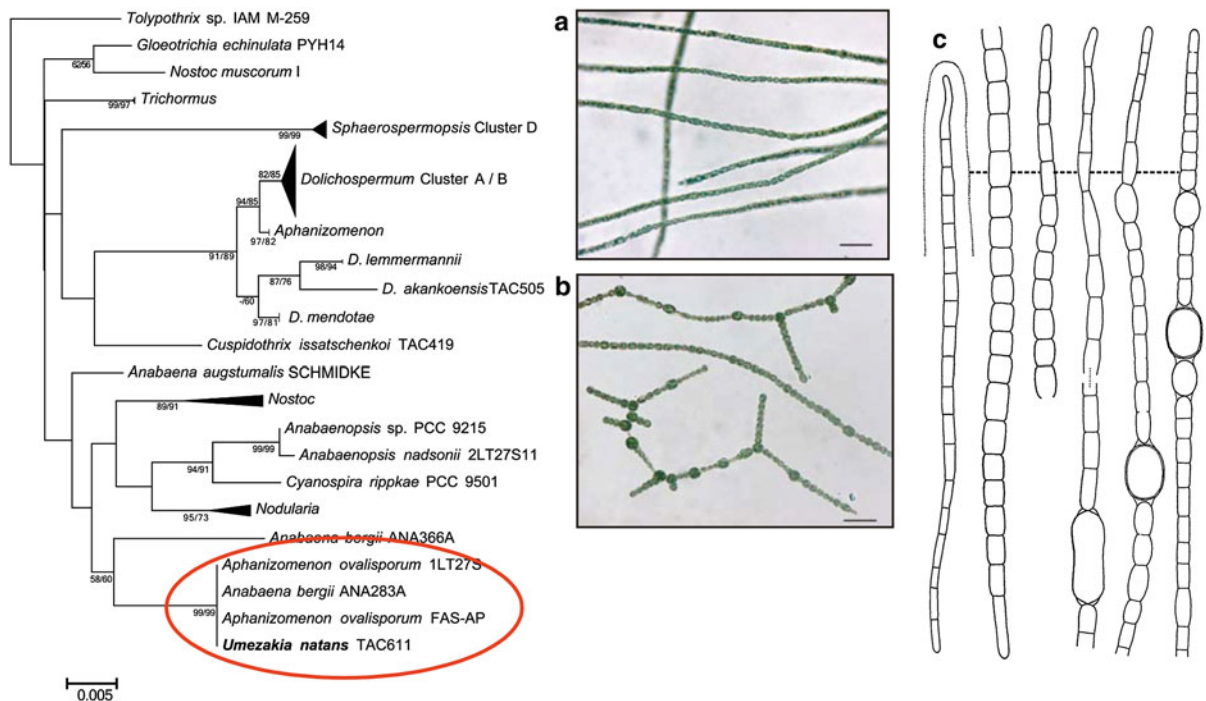 Tolypothrix sp. IAM M-259
Gloeotrichia echinulata PYH14
62/56
Nostoc muscorum I
Trichormus
99/97
Sphaerospermopsis Cluster D
99/99
Dolichospermum Cluster A / B
82/85
94/85
Aphanizomenon
97/82
91/89
D. lemmermannii
98/94
87/76
D. akankoensis TAC505
-/60
D. mendotae
97/81
Cuspidothrix issatschenkoi TAC419
Anabaena augstumalis SCHMIDKE
Nostoc
89/91
Anabaenopsis sp. PCC 9215
99/99
Anabaenopsis nadsonii 2LT27S11
94/91
Cyanospira rippkae PCC 9501
Nodularia
95/73
Anabaena bergii ANA366A
58/60
Aphanizomenon ovalisporum 1LT27S
Anabaena bergii ANA283A
99/99
Aphanizomenon ovalisporum FAS-AP
Umezakia natans TAC611
0.005
a
b
c